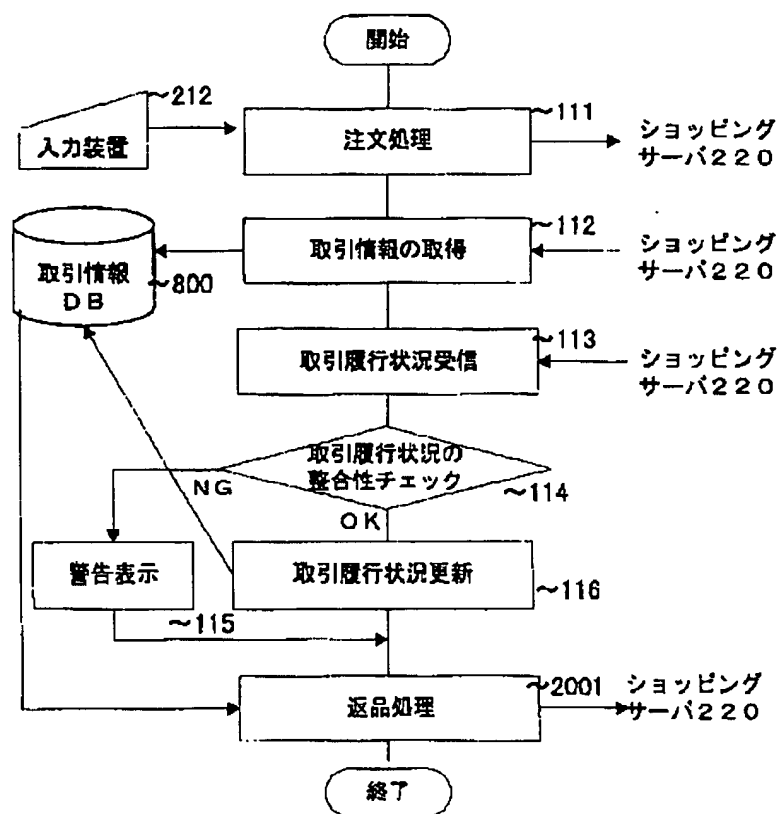 開始
~212
入力装置
~111
注文処理
ショッピング
サーバ220
~112
取引情報の取得
ショッピング
サーバ220
取引情報
DB
~800
~113
取引履行状況受信
ショッピング
サーバ220
取引履行状況の
整合性チェック
~114
NG
OK
警告表示
~115
取引履行状況更新
~116
~2001
返品処理
ショッピング
サーバ220
終了